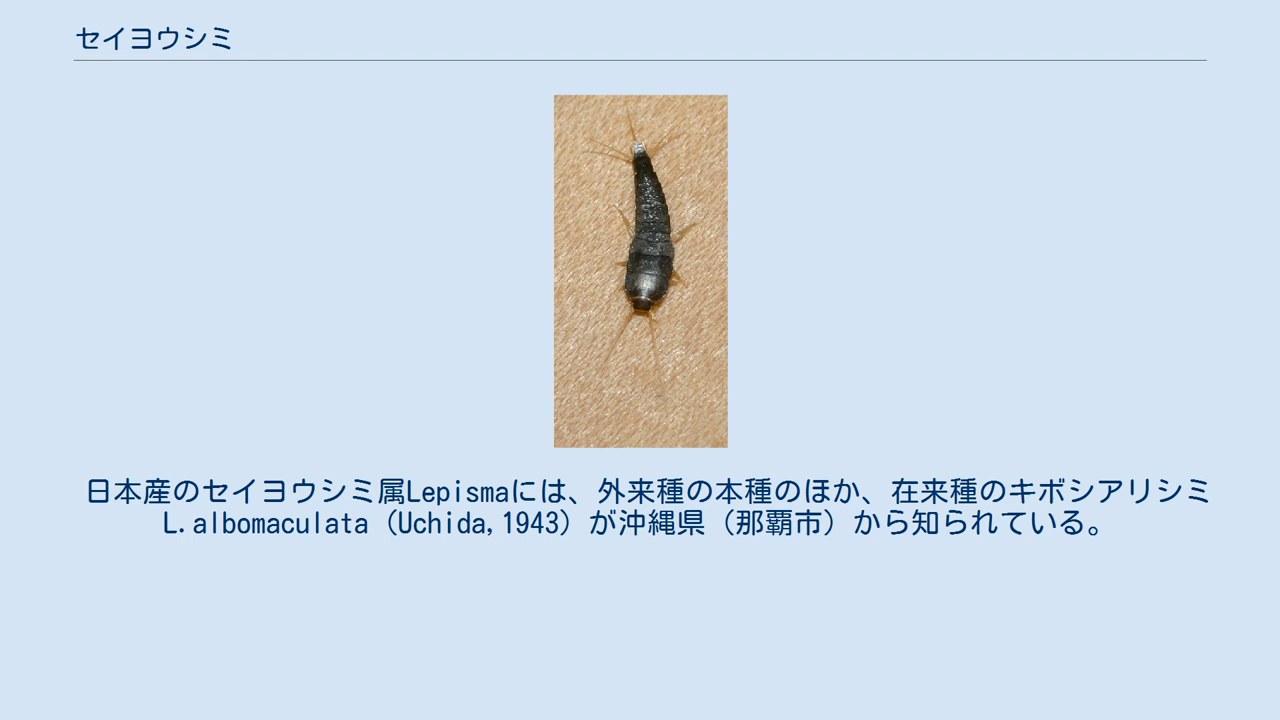 セイヨウシミ
日本産のセイヨウシミ属Lepismaには、外来種の本種のほか、在来種のキボシアリシミ
L.albomaculata（Uchida,1943）が沖縄県（那覇市）から知られている。